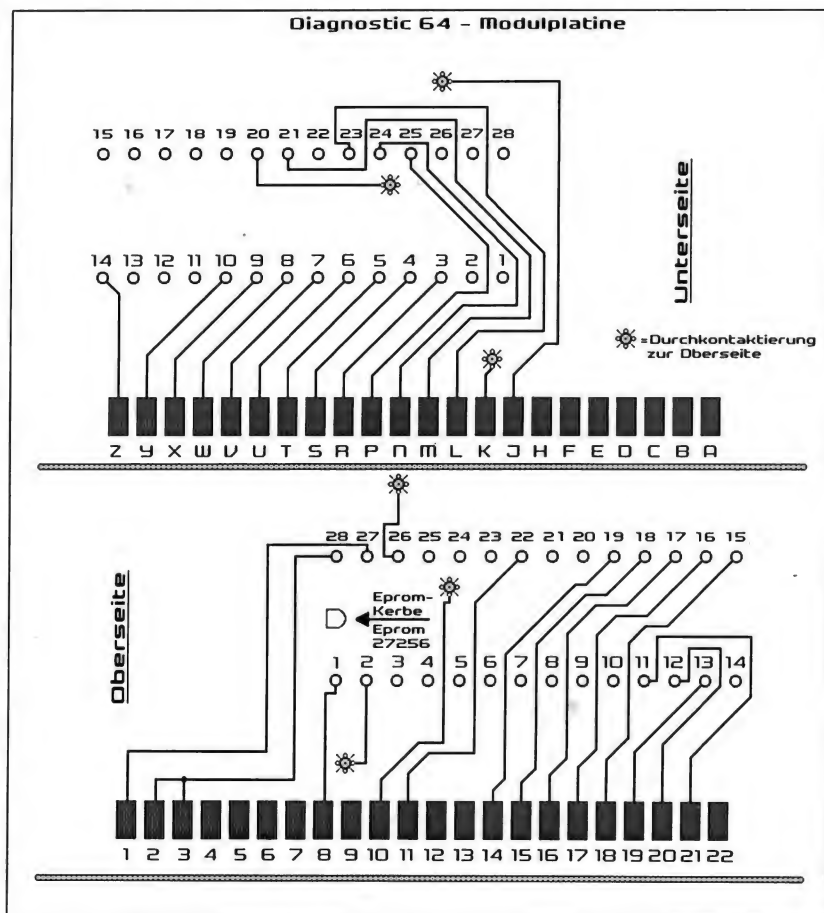 Diagnostic 64 - Modulplatine
15 16 17 18 19 20 21 22 23 24 25 26 27 28
14 13 12 11 10 9 8 7 6 5 4 3 2 1
Unterseite
=Durchkontaktierung
zur Oberseite
Z Y X W V U T S R P N M L K J H F E D C B A
28 27 26 25 24 23 22 21 20 19 18 17 16 15
Oberseite
Eprom-
Kerbe
Eprom
27256
1 2 3 4 5 6 7 8 9 10 11 12 13 14
1 2 3 4 5 6 7 8 9 10 11 12 13 14 15 16 17 18 19 20 21 22